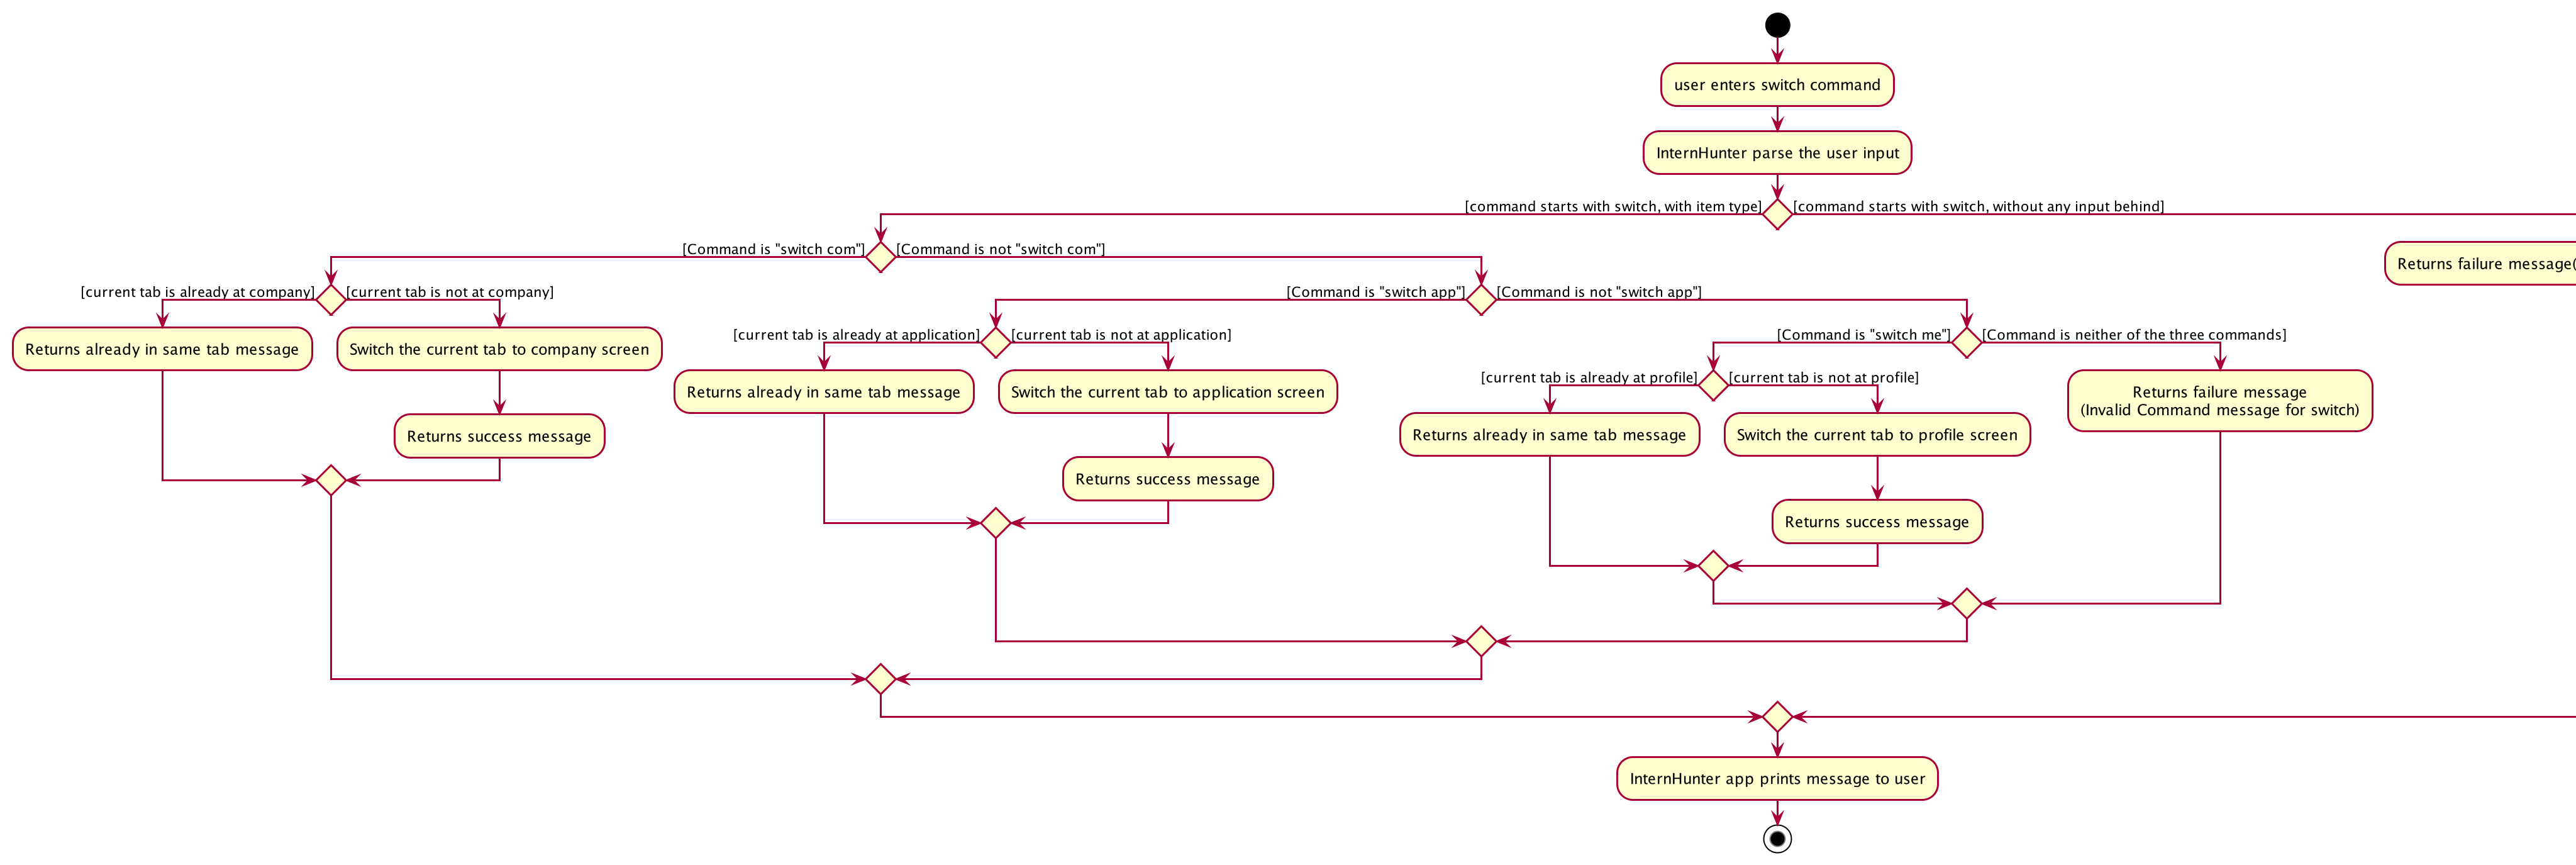 user enters switch command
InternHunter parse the user input
[command starts with switch, with item type]
[command starts with switch, without any input behind]
[Command is "switch com"]
[Command is not "switch com"]
Returns failure message(
[current tab is already at company]
[current tab is not at company]
[Command is "switch app"]
[Command is not "switch app"]
Returns already in same tab message
Switch the current tab to company screen
[current tab is already at application]
[current tab is not at application]
[Command is "switch me"]
[Command is neither of the three commands]
Returns already in same tab message
Switch the current tab to application screen
[current tab is already at profile]
[current tab is not at profile]
Returns failure message
(Invalid Command message for switch)
Returns success message
Returns already in same tab message
Switch the current tab to profile screen
Returns success message
Returns success message
InternHunter app prints message to user